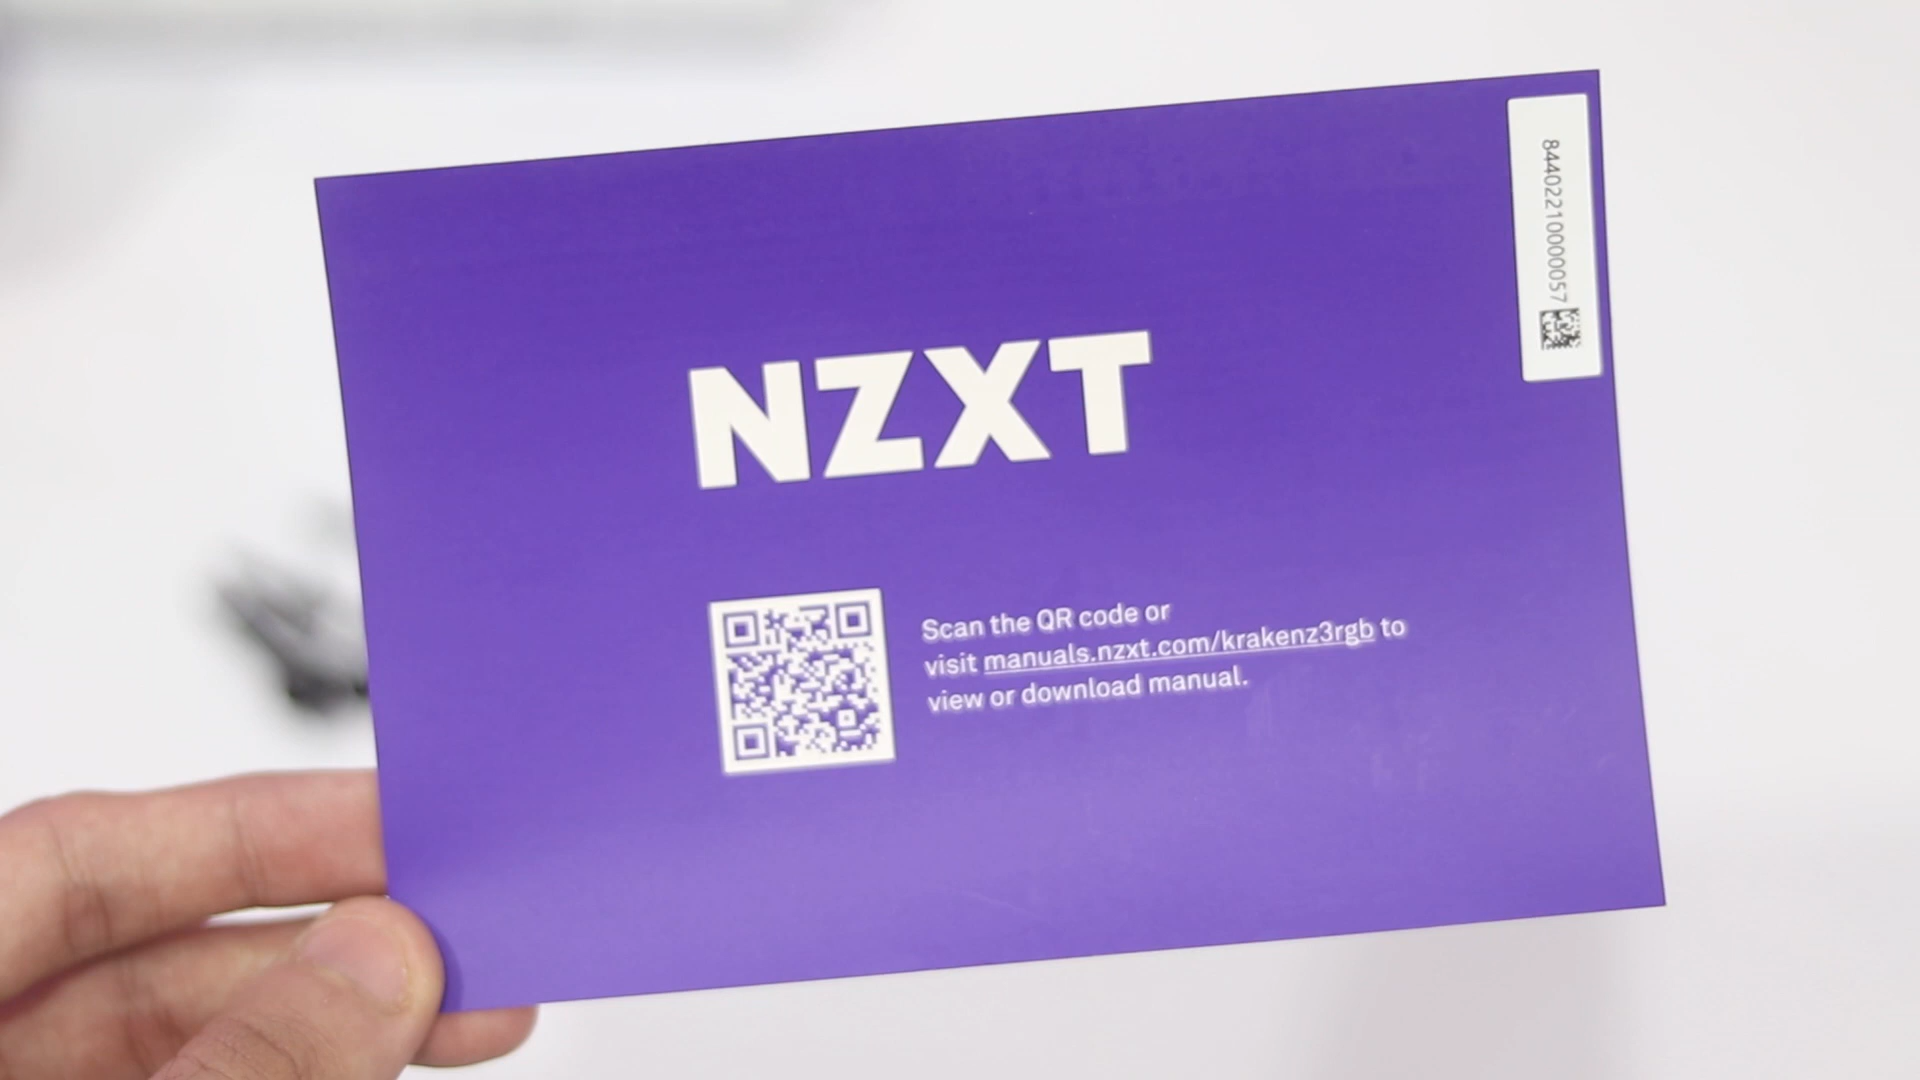 NZXT
Scan the QR code or
visit manuals.nzxt.com/krakenz3rgb to
view or download manual.
8440221000057